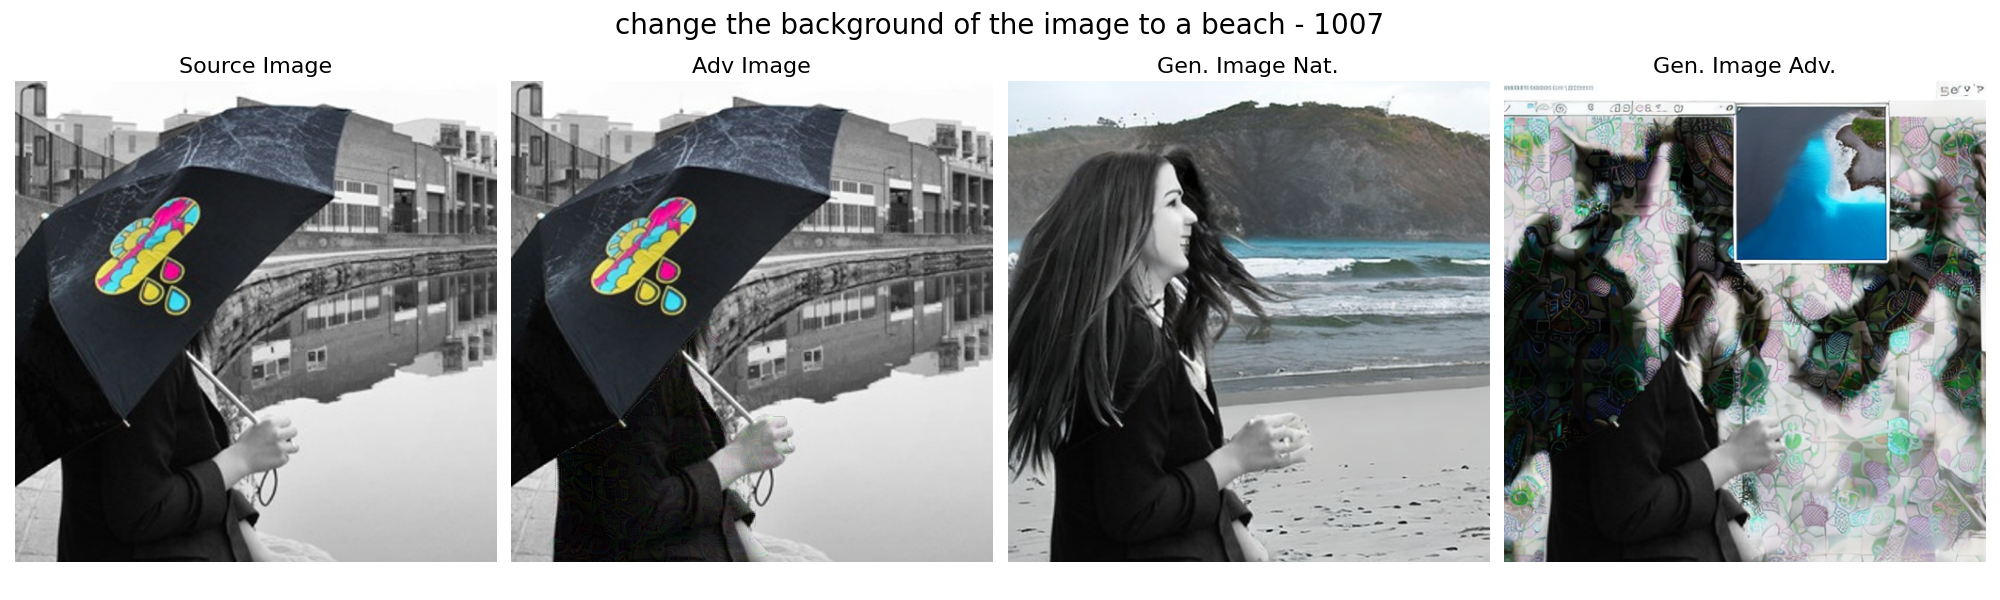 change the background of the image to a beach - 1007
Source Image
Adv Image
Gen. Image Nat.
Gen. Image Adv.